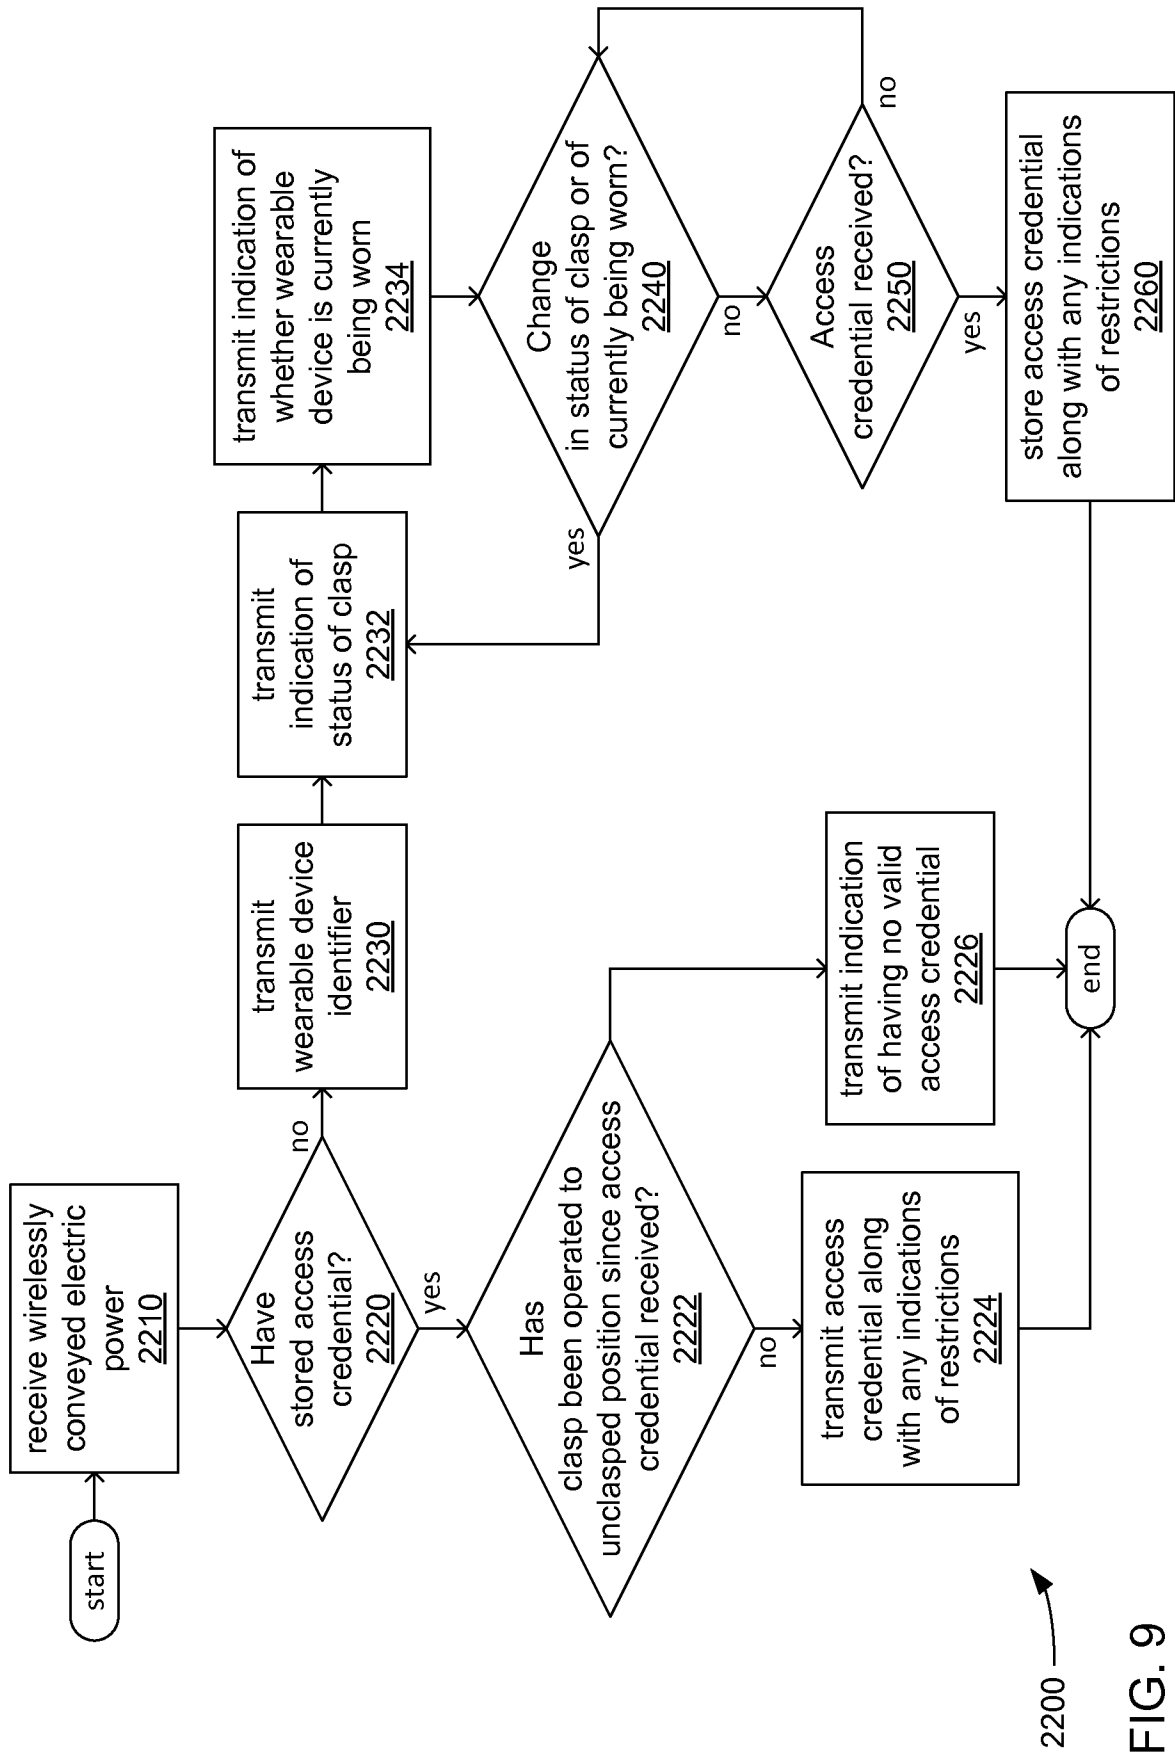 start
receive wirelessly
conveyed electric
power
2210
Have
stored access
credential?
2220
no
yes
transmit
wearable device
identifier
2230
transmit
indication of
status of clasp
2232
transmit indication of
whether wearable
device is currently
being worn
2234
Change
in status of clasp or of
currently being worn?
2240
yes
no
Access
credential received?
2250
no
yes
store access credential
along with any indications
of restrictions
2260
Has
clasp been operated to
unclasped position since access
credential received?
2222
no
transmit access
credential along
with any indications
of restrictions
2224
transmit indication
of having no valid
access credential
2226
end
2200
FIG. 9